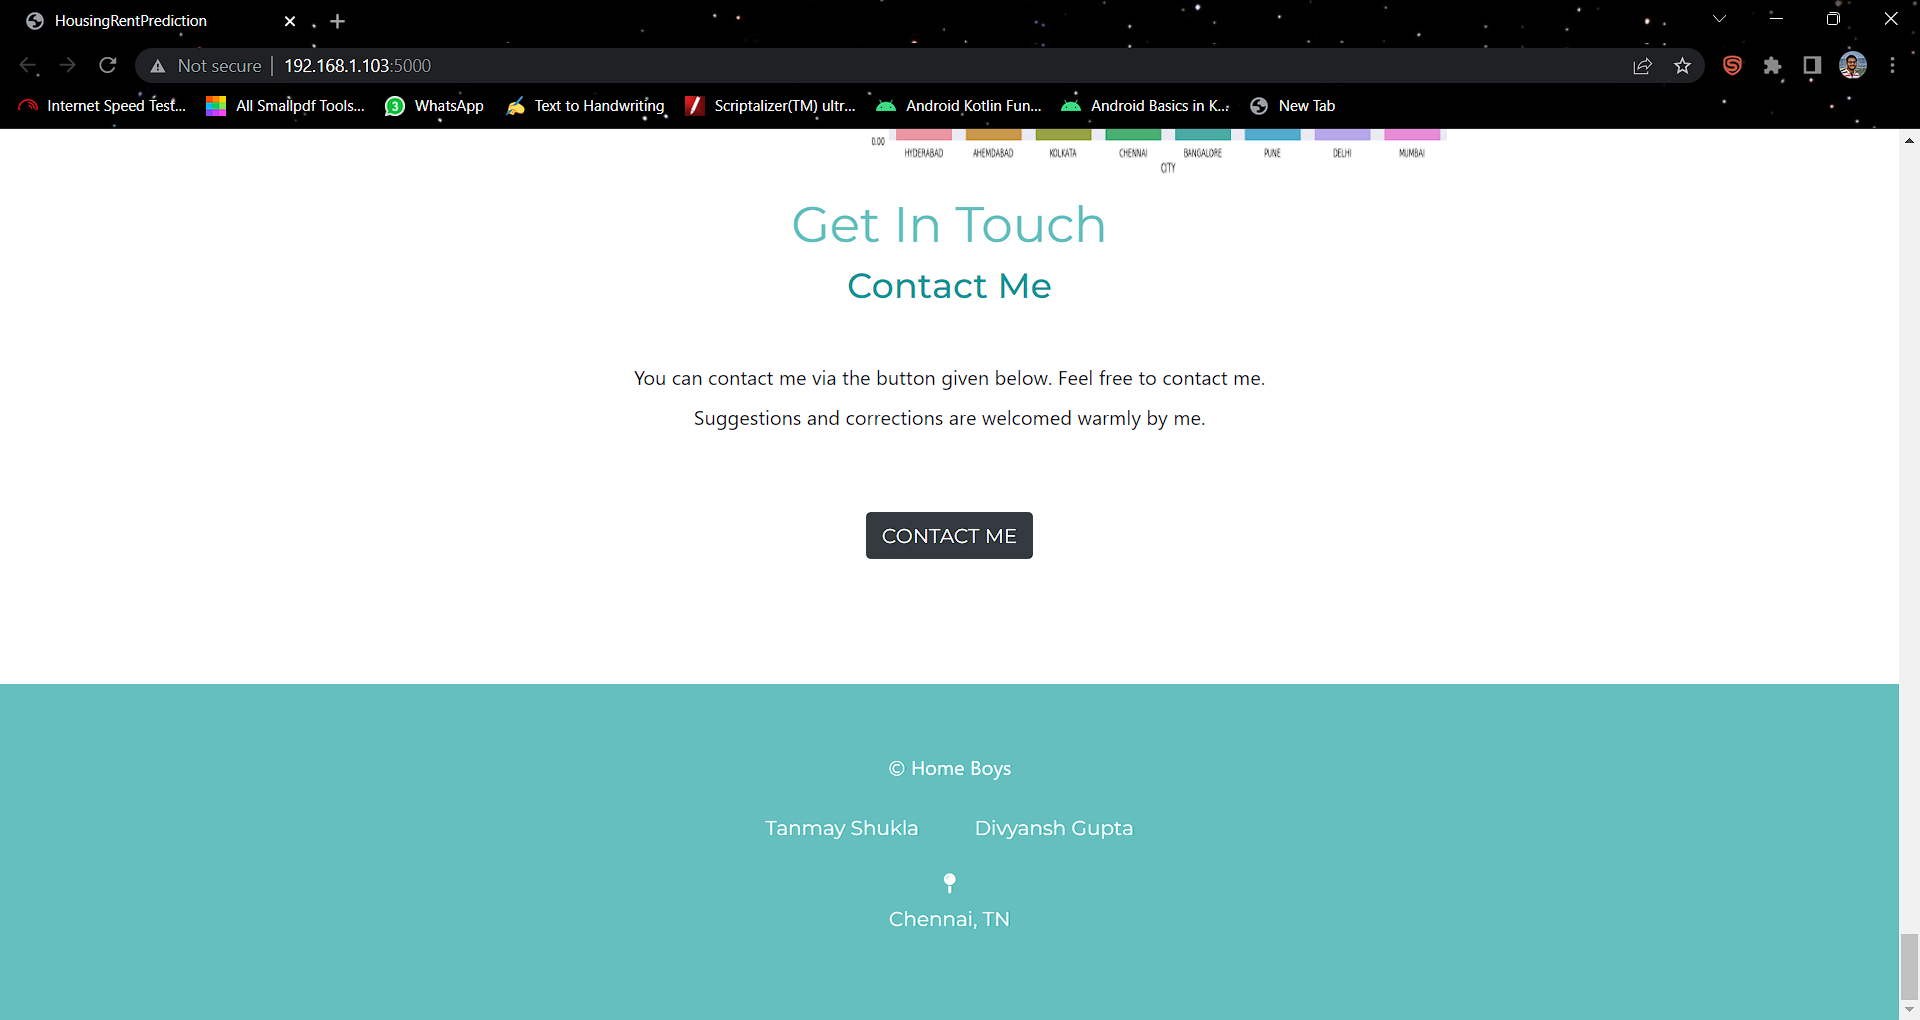 HousingRentPrediction
Not secure 192.168.1.103:5000
Internet Speed Test... All Smallpdf Tools... 3 WhatsApp Text to Handwriting Scriptalizer(TM) ultr... Android Kotlin Fun... Android Basics in K... New Tab
0.00
HYDERABAD AHEMDABAD KOLKATA CHENNAI BANGALORE PUNE DELHI MUMBAI
CITY
Get In Touch
Contact Me
You can contact me via the button given below. Feel free to contact me.
Suggestions and corrections are welcomed warmly by me.
CONTACT ME
© Home Boys
Tanmay Shukla Divyansh Gupta
Chennai, TN